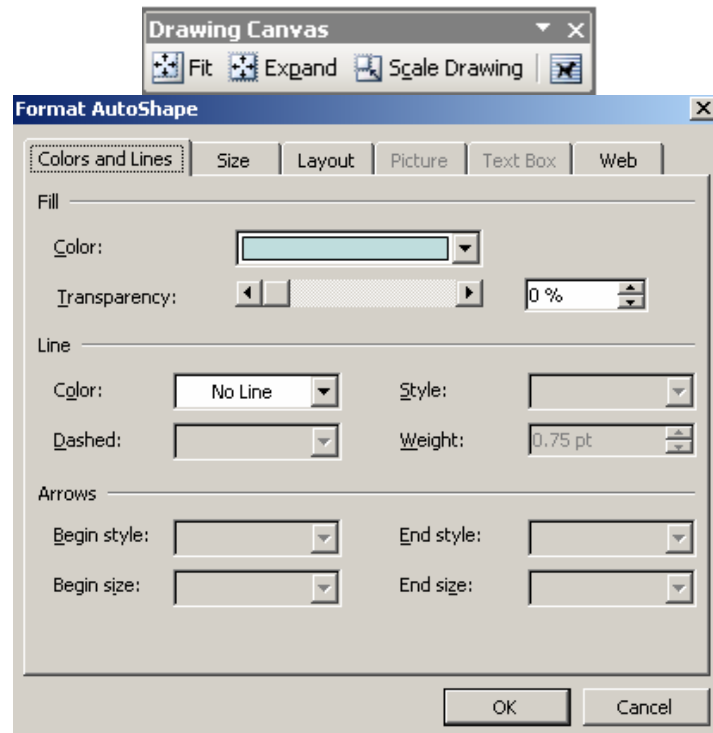 Drawing Canvas
Fit Expand Scale Drawing
Format AutoShape
Colors and Lines Size Layout Picture Text Box Web
Fill
Color:
Transparency: 0 %
Line
Color: No Line Style:
Dashed: Weight: 0.75 pt
Arrows
Begin style: End style:
Begin size: End size:
OK Cancel